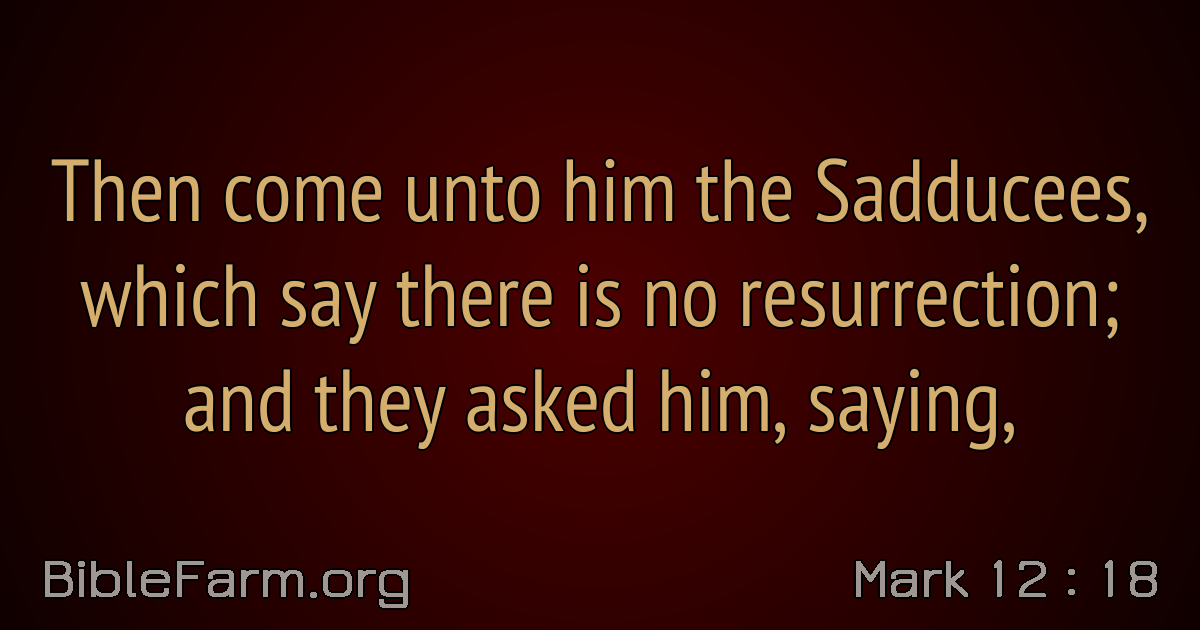 Then come unto him the Sadducees,
which say there is no resurrection;
and they asked him, saying,
BibleFarm.org
Mark 12 : 18